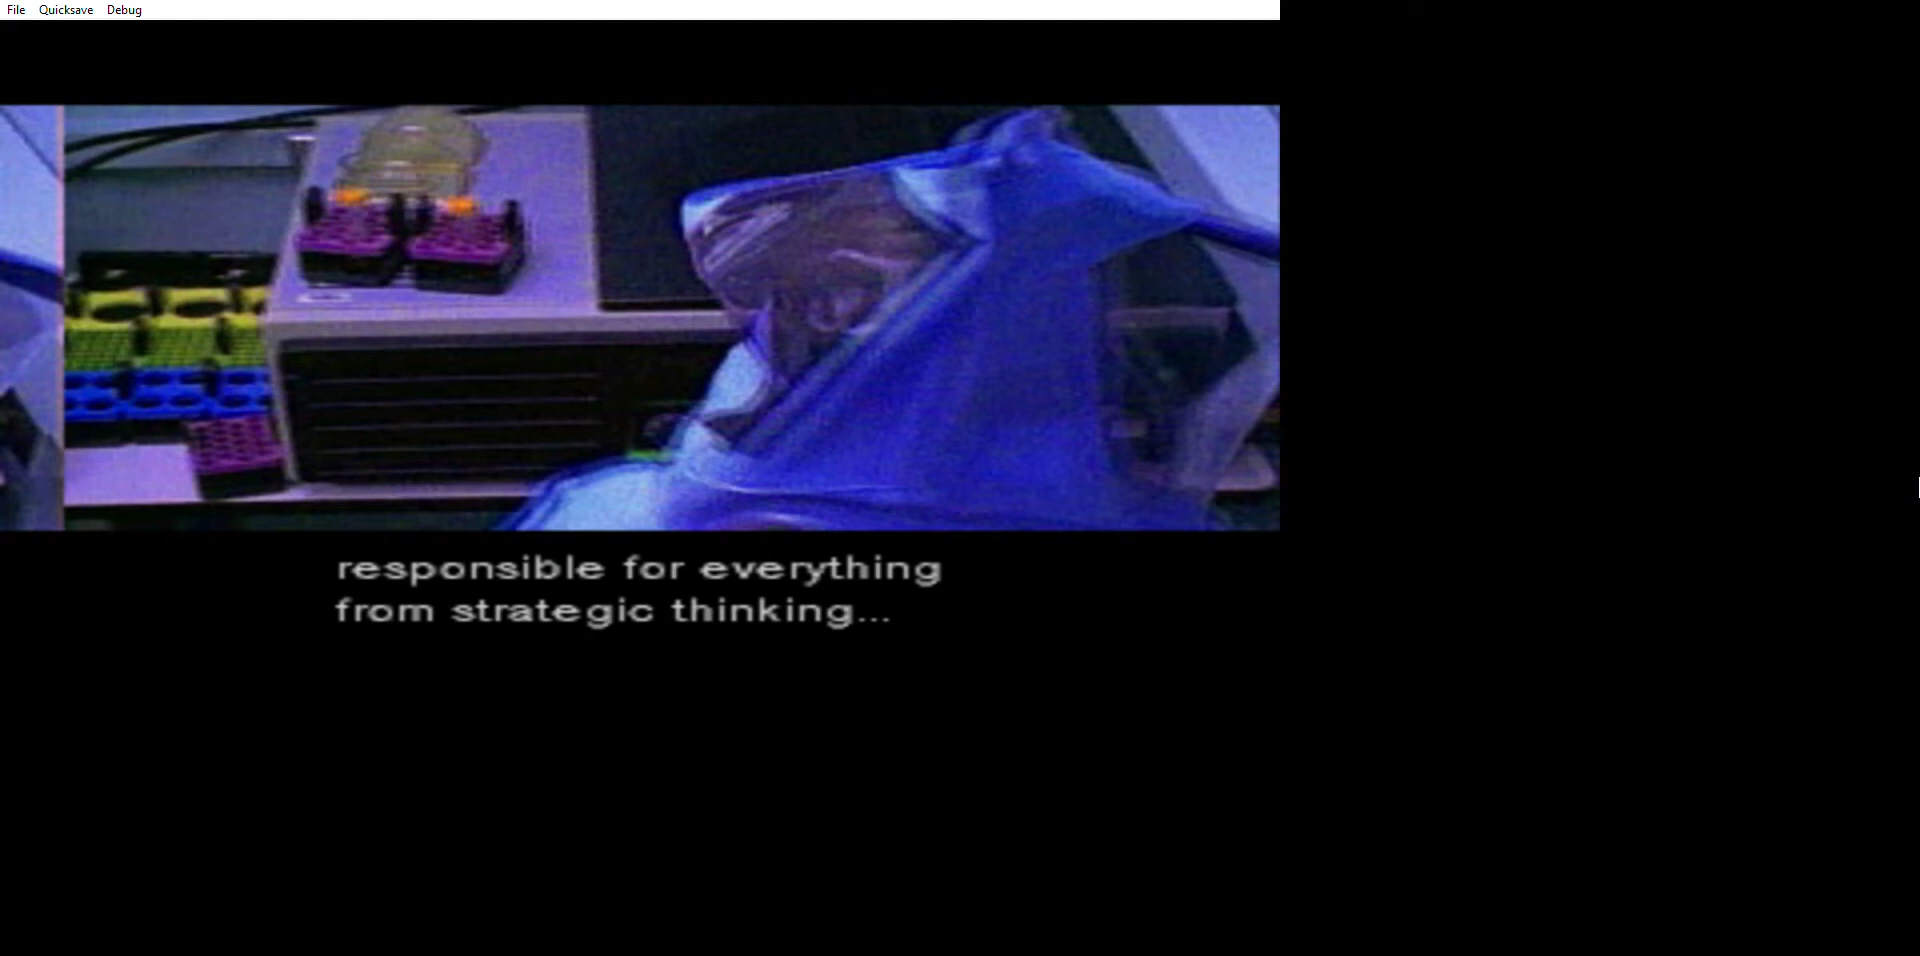 File Quicksave Debug
responsible for everything
from strategic thinking...